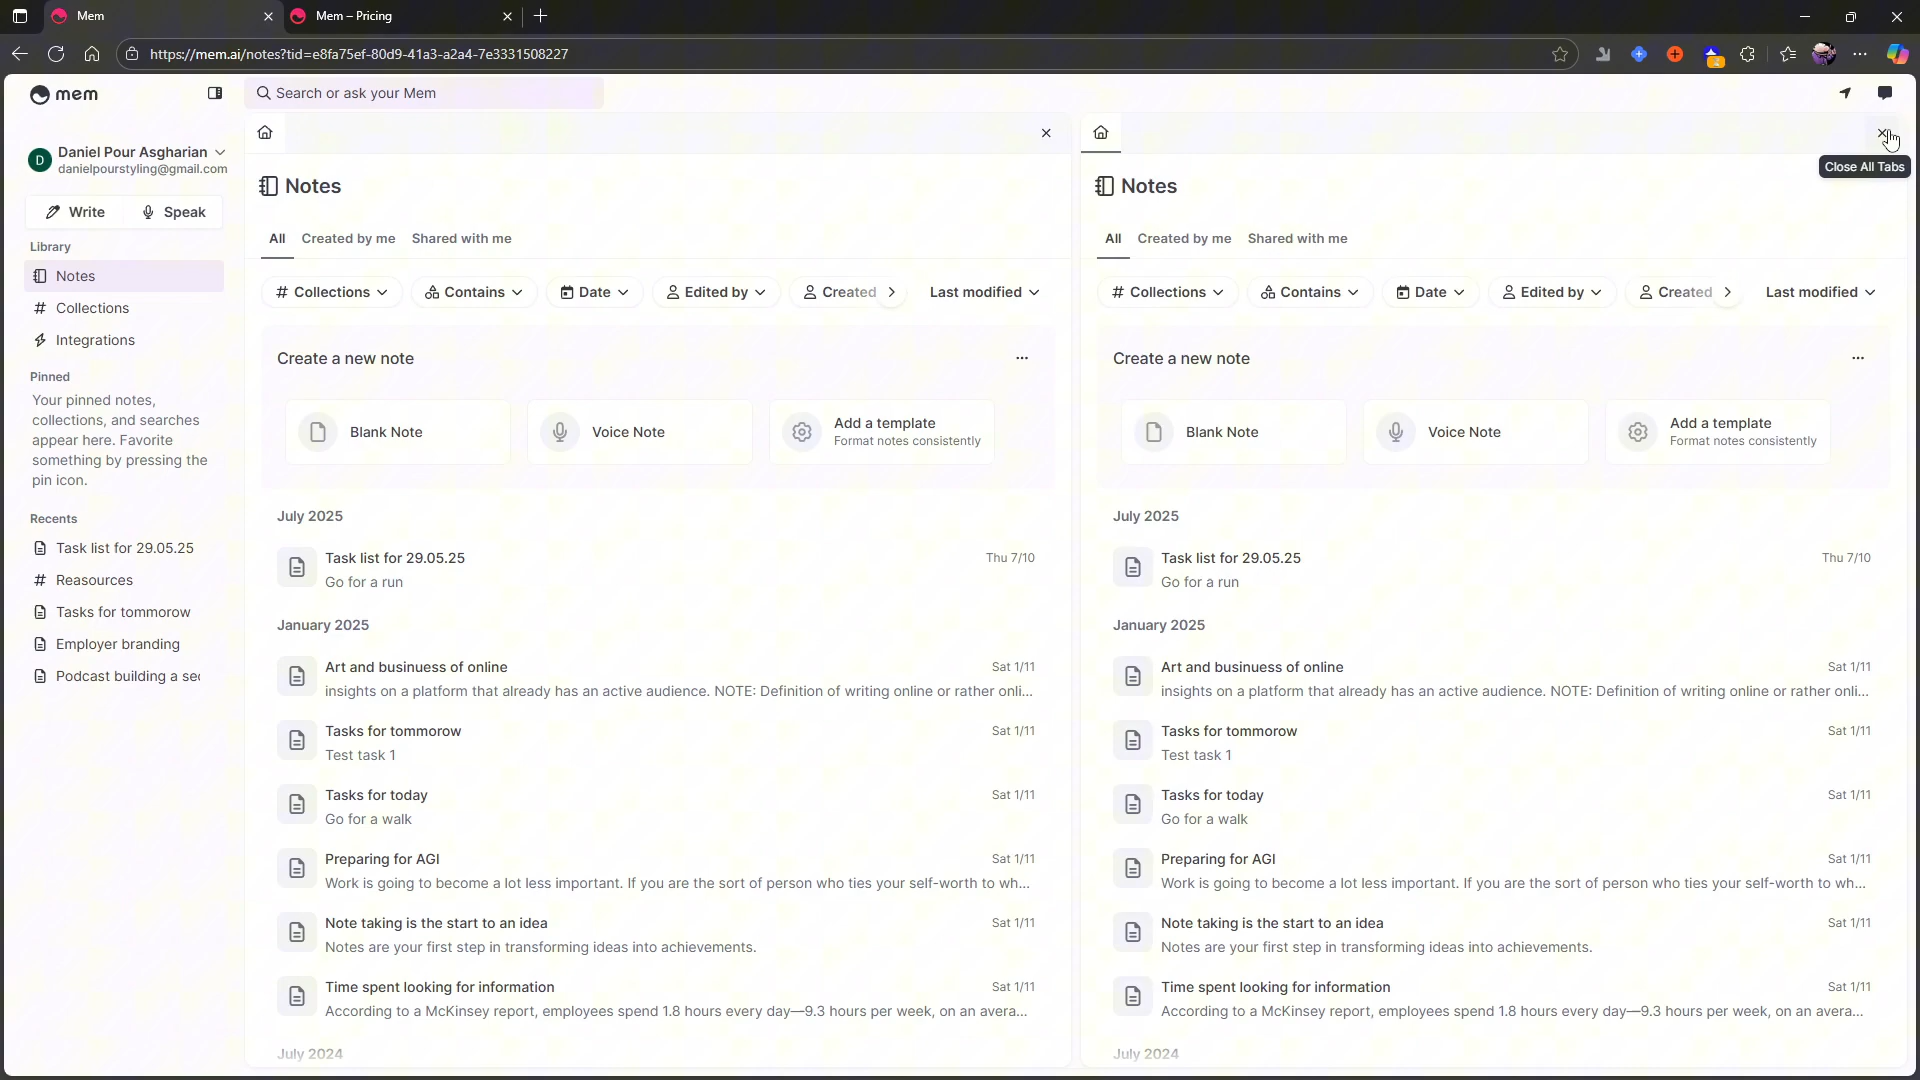 Mem
Mem – Pricing
https://mem.ai/notes?tid=e8fa75ef-80d9-41a3-a2a4-7e3331508227
2
mem
Search or ask your Mem
D
Daniel Pour Asgharian
danielpourstyling@gmail.com
Write
Speak
Library
Notes
# Collections
Integrations
Pinned
Your pinned notes,
collections, and searches
appear here. Favorite
something by pressing the
pin icon.
Recents
Task list for 29.05.25
# Reasources
Tasks for tommorow
Employer branding
Podcast building a sec
Notes
All Created by me Shared with me
# Collections Contains Date Edited by Created Last modified
Create a new note
Blank Note
Voice Note
Add a template
Format notes consistently
July 2025
Task list for 29.05.25 Thu 7/10
Go for a run
January 2025
Art and businuess of online Sat 1/11
insights on a platform that already has an active audience. NOTE: Definition of writing online or rather onli...
Tasks for tommorow Sat 1/11
Test task 1
Tasks for today Sat 1/11
Go for a walk
Preparing for AGI Sat 1/11
Work is going to become a lot less important. If you are the sort of person who ties your self-worth to wh...
Note taking is the start to an idea Sat 1/11
Notes are your first step in transforming ideas into achievements.
Time spent looking for information Sat 1/11
According to a McKinsey report, employees spend 1.8 hours every day—9.3 hours per week, on an avera...
July 2024
Close All Tabs
Notes
All Created by me Shared with me
# Collections Contains Date Edited by Created Last modified
Create a new note
Blank Note
Voice Note
Add a template
Format notes consistently
July 2025
Task list for 29.05.25 Thu 7/10
Go for a run
January 2025
Art and businuess of online Sat 1/11
insights on a platform that already has an active audience. NOTE: Definition of writing online or rather onli...
Tasks for tommorow Sat 1/11
Test task 1
Tasks for today Sat 1/11
Go for a walk
Preparing for AGI Sat 1/11
Work is going to become a lot less important. If you are the sort of person who ties your self-worth to wh...
Note taking is the start to an idea Sat 1/11
Notes are your first step in transforming ideas into achievements.
Time spent looking for information Sat 1/11
According to a McKinsey report, employees spend 1.8 hours every day—9.3 hours per week, on an avera...
July 2024